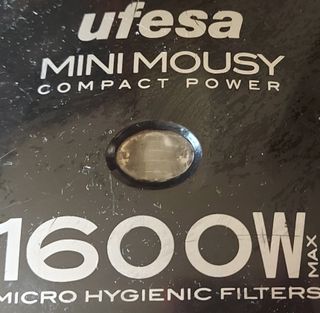 ufesa
MINI MOUSY
COMPACT POWER
1600W MAX
MICRO HYGIENIC FILTERS